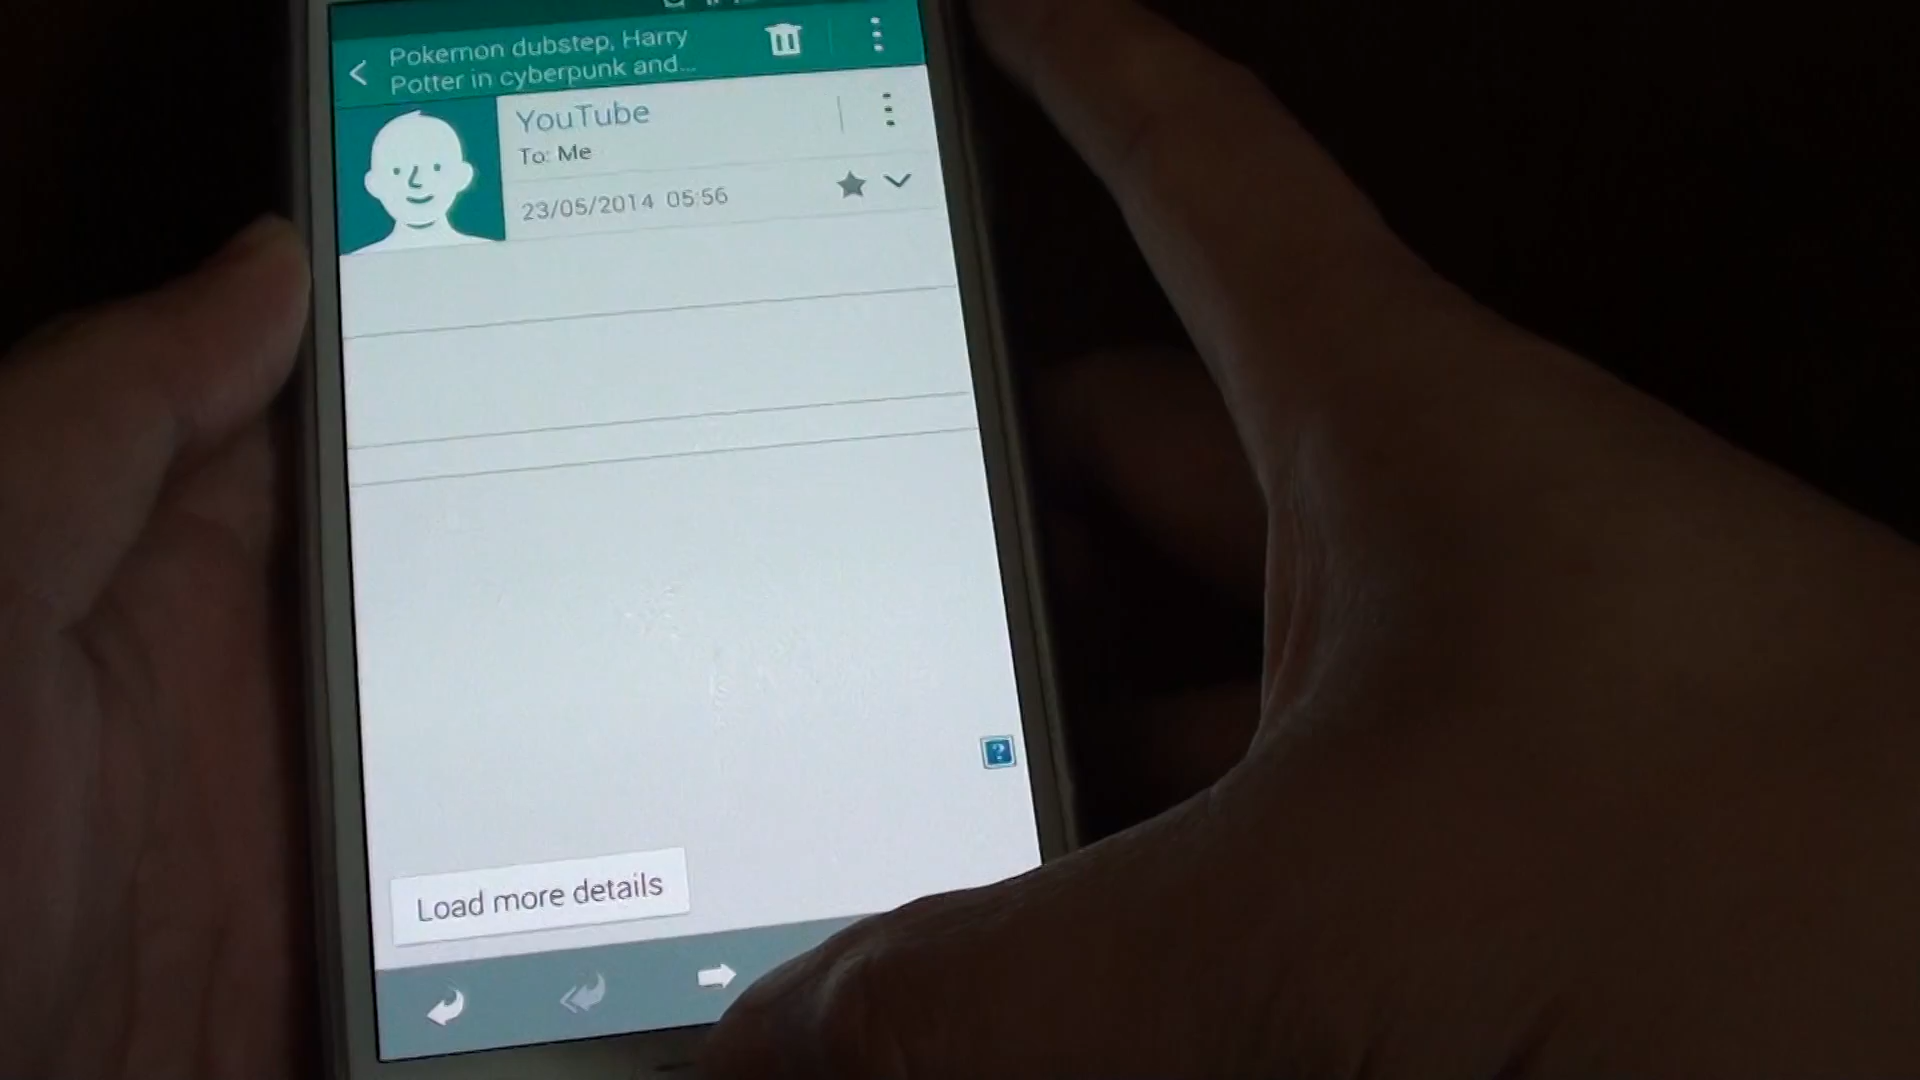 Pokemon dubstep, Harry
Potter in cyberpunk and...
YouTube
To: Me
23/05/2014 05:56
?
Load more details